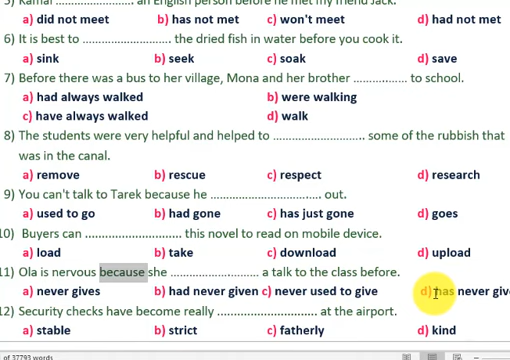 5) Kamal .................... an English person before he met my friend Jack.
a) did not meet b) has not met c) won't meet d) had not met
6) It is best to ........................... the dried fish in water before you cook it.
a) sink b) seek c) soak d) save
7) Before there was a bus to her village, Mona and her brother ................ to school.
a) had always walked b) were walking
c) have always walked d) walk
8) The students were very helpful and helped to ............................ some of the rubbish that
was in the canal.
a) remove b) rescue c) respect d) research
9) You can't talk to Tarek because he .................................. out.
a) used to go b) had gone c) has just gone d) goes
10) Buyers can ............................. this novel to read on mobile device.
a) load b) take c) download d) upload
11) Ola is nervous because she ........................... a talk to the class before.
a) never gives b) had never given c) never used to give d) has never
12) Security checks have become really .............................. at the airport.
a) stable b) strict c) fatherly d) kind
of 37793 words